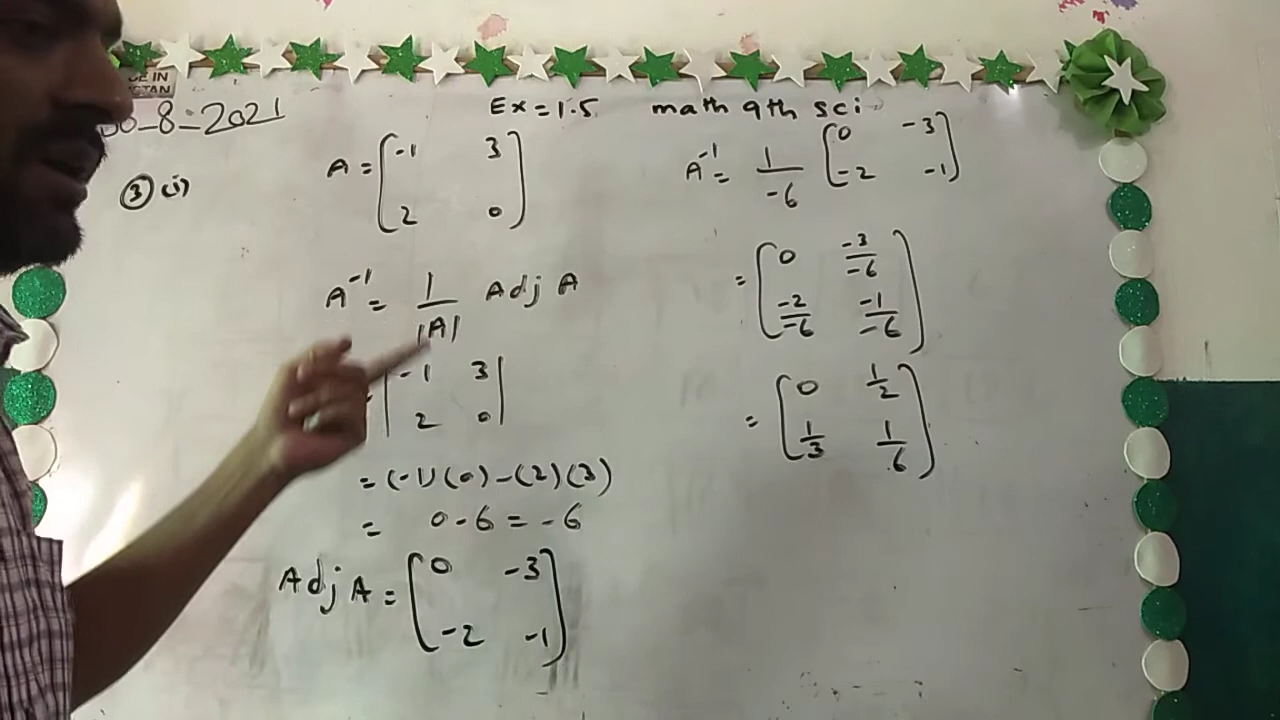 Ex = 1.5 math 9th sci
-8-2021
③ (i)
A = [-1 3
2 0]
A⁻¹ = 1/|A| Adj A
= |-1 3
2 0|
= (-1)(0) - (2)(3)
= 0 - 6 = -6
Adj A = [0 -3
-2 -1]
A⁻¹ = 1/-6 [0 -3
-2 -1]
= [0 -3/-6
-2/-6 -1/-6]
= [0 1/2
1/3 1/6]